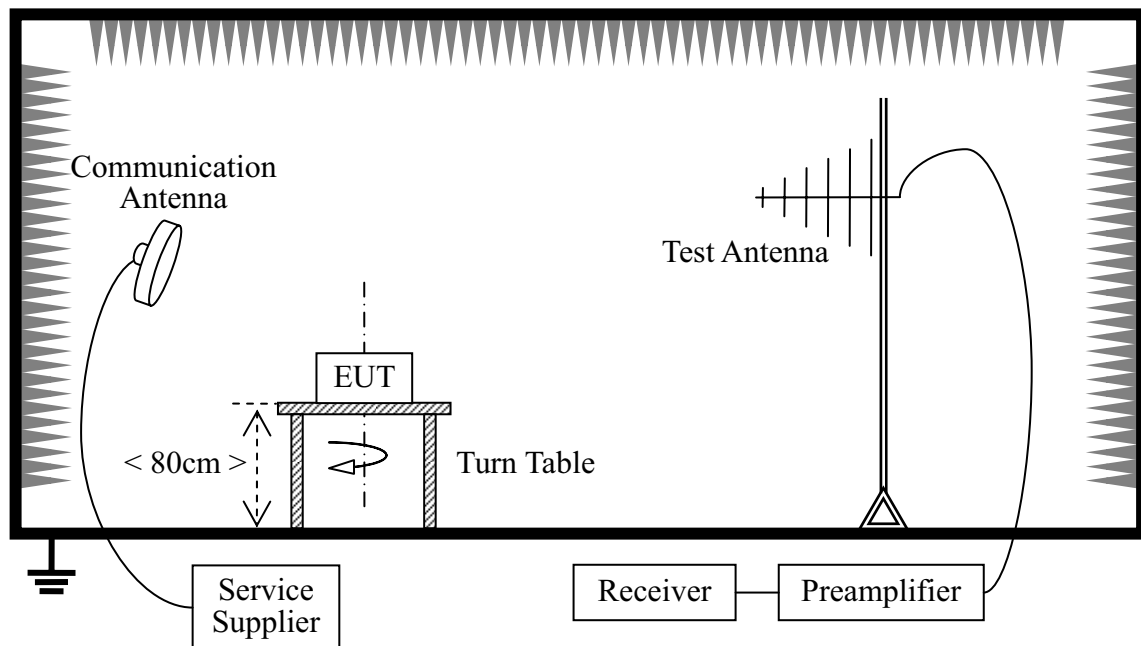 Communication
Antenna
Test Antenna
EUT
< 80cm >
Turn Table
Service
Supplier
Receiver
Preamplifier